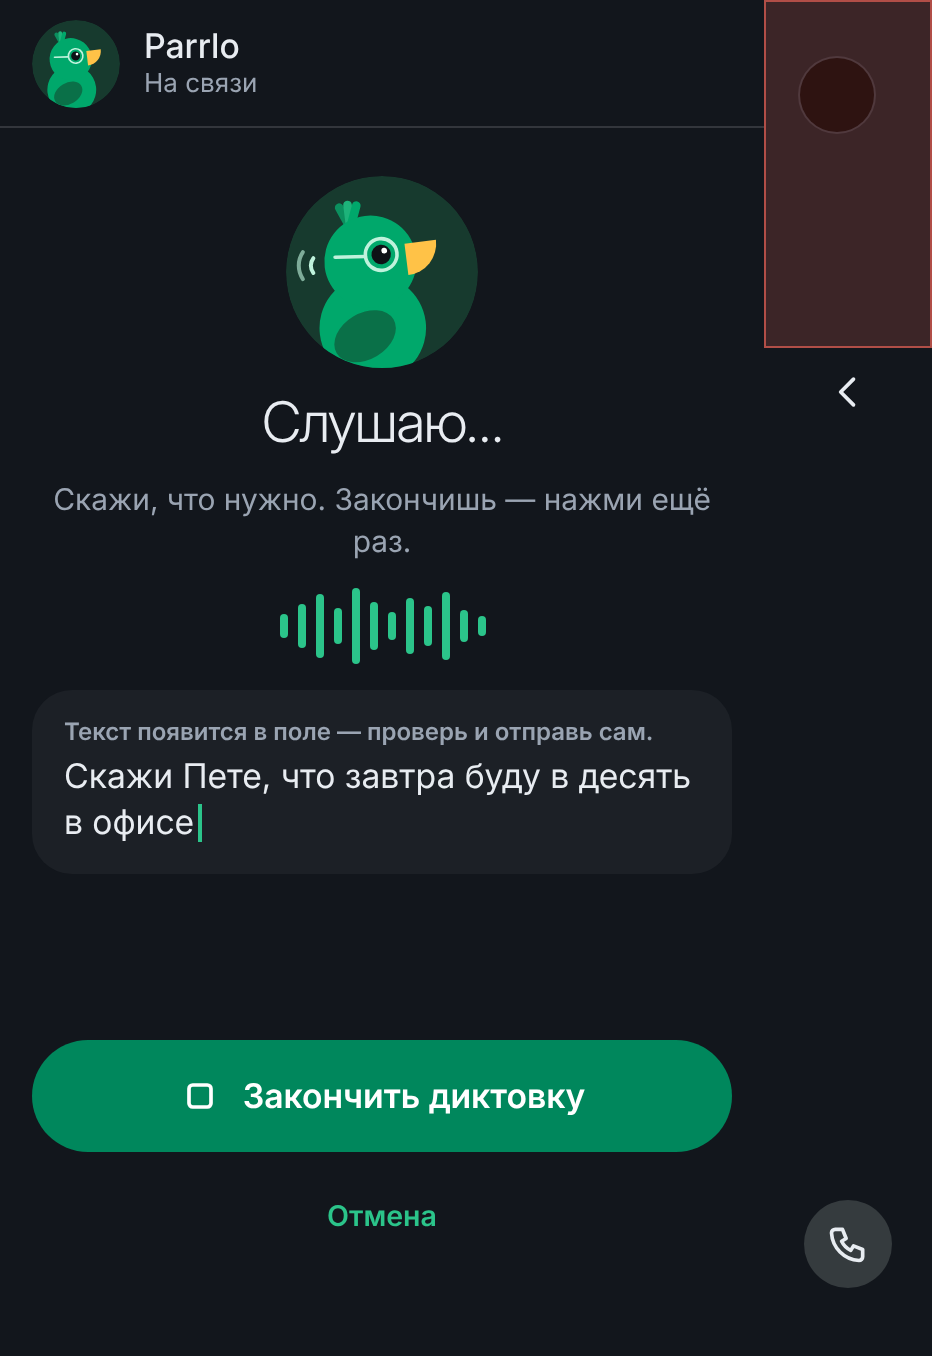 Parrlo
На связи
Слушаю...
Скажи, что нужно. Закончишь — нажми ещё
раз.
Текст появится в поле — проверь и отправь сам.
Скажи Пете, что завтра буду в десять
в офисе
Закончить диктовку
Отмена